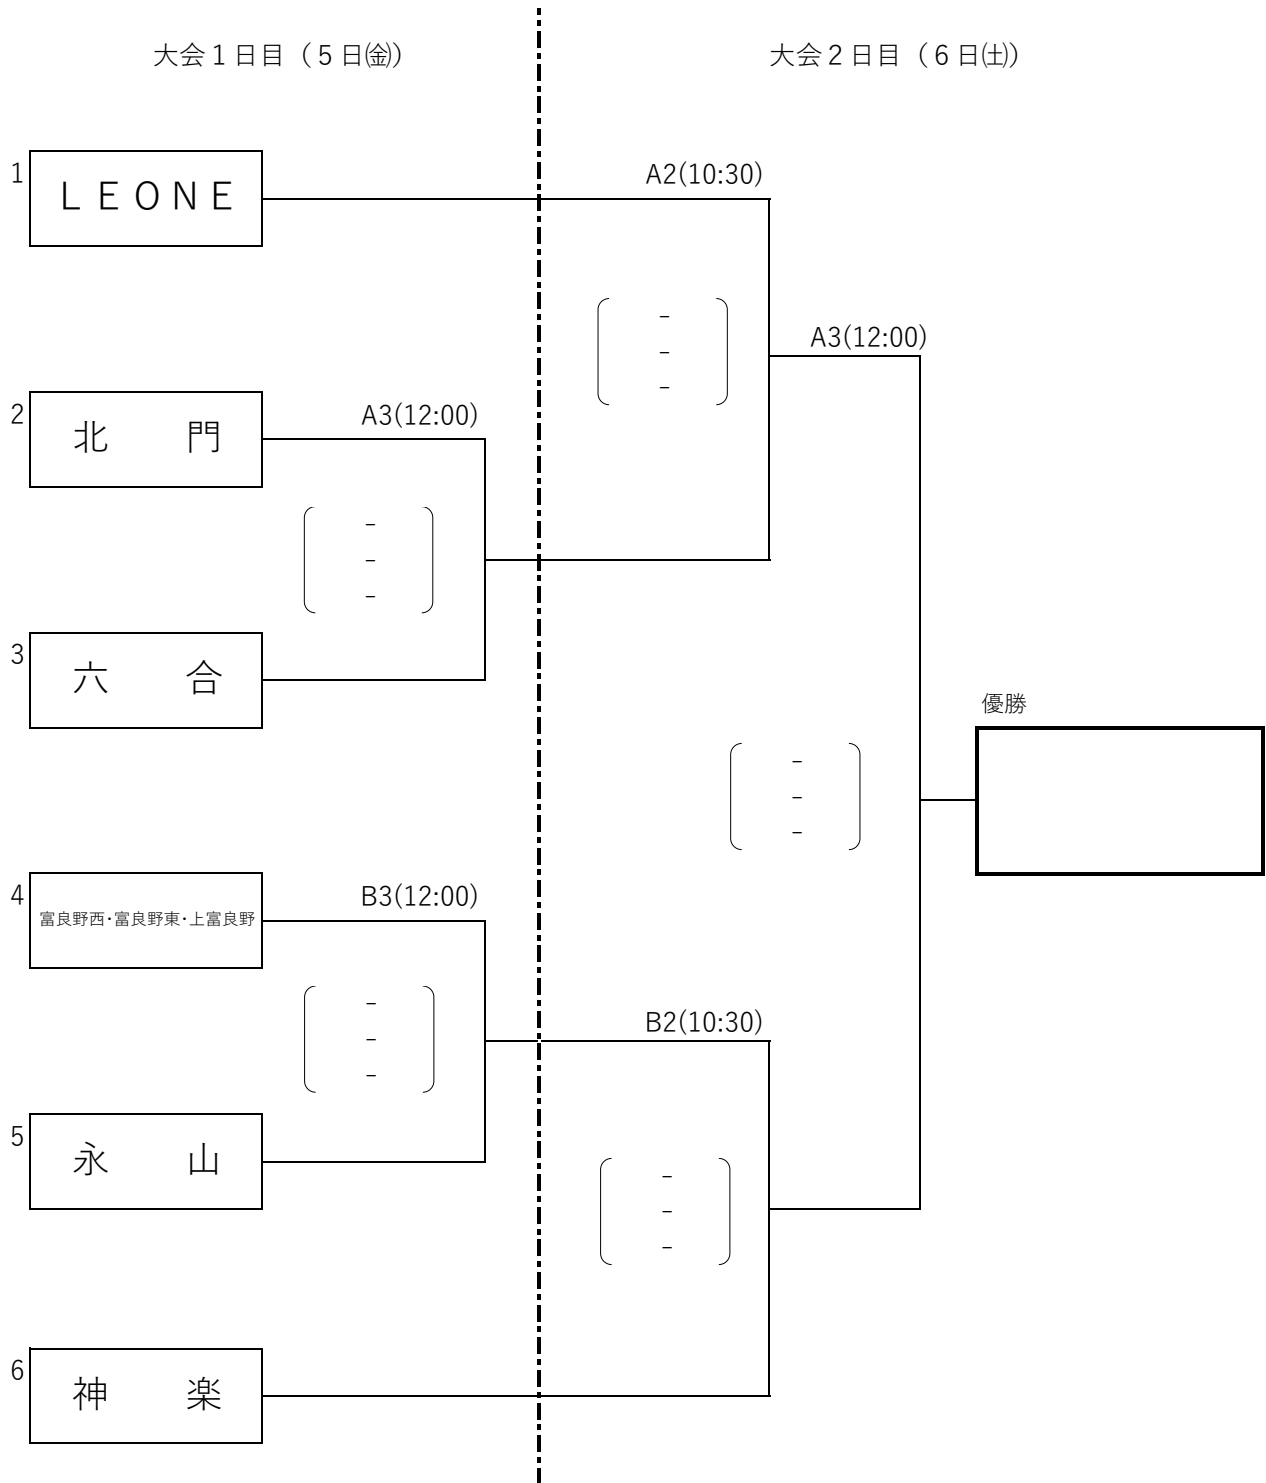 大会１日目（５日㈮）
大会２日目（６日㈯）
1
ＬＥＯＮＥ
A2(10:30)
-
-
-
A3(12:00)
2
北　　門
A3(12:00)
-
-
-
3
六　　合
優勝
-
-
-
4
富良野西・富良野東・上富良野
B3(12:00)
-
-
-
B2(10:30)
5
永　　山
-
-
-
6
神　　楽